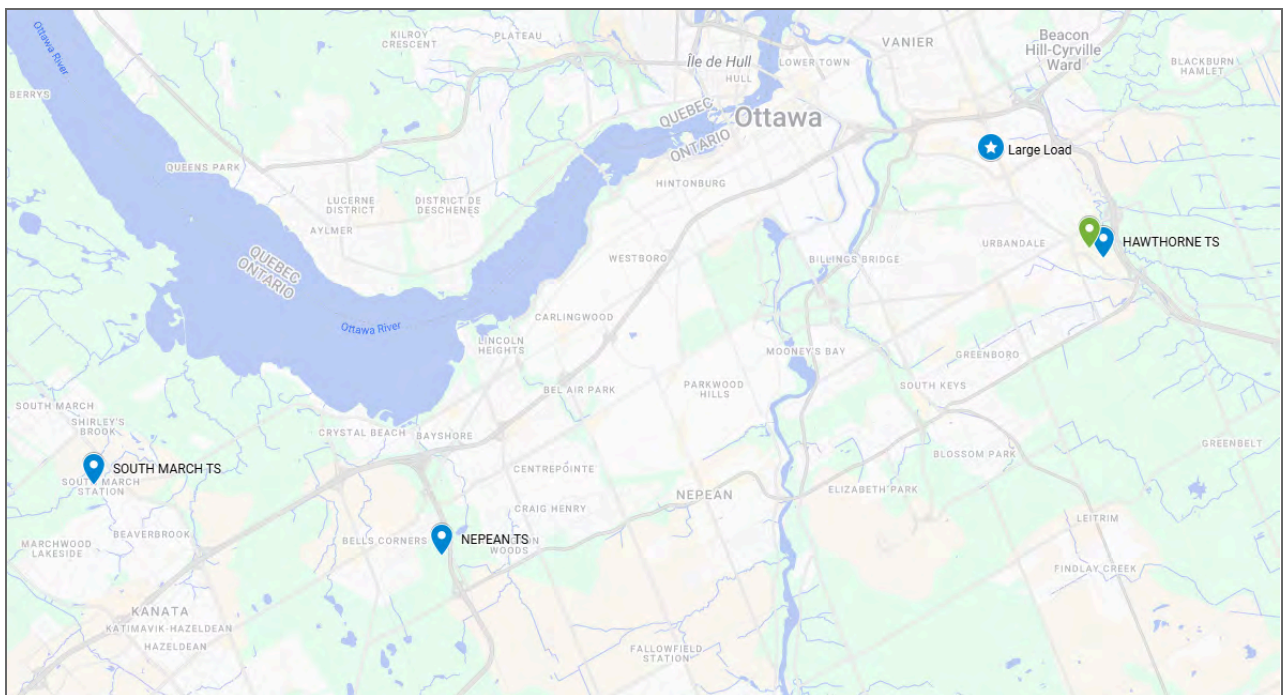 KILROY
CRESCENT
PLATEAU
Île de Hull
HULL
LOWER TOWN
VANIER
Beacon
Hill-Cyrville
Ward
BLACKBURN
HAMLET
Ottawa River
BERRYS
QUEBEC
ONTARIO
Ottawa
Large Load
QUEENS PARK
HINTONBURG
LUCERNE
DISTRICT
DISTRICT DE
DESCHENES
AYLMER
URBANDALE
HAWTHORNE TS
QUEBEC
ONTARIO
WESTBORO
BILLINGS BRIDGE
Ottawa River
CARLINGWOOD
LINCOLN
HEIGHTS
MOONEY'S BAY
GREENBORO
BEL AIR PARK
PARKWOOD
HILLS
SOUTH KEYS
SOUTH MARCH
SHIRLEY'S
BROOK
CRYSTAL BEACH
BAYSHORE
GREENBELT
BLOSSOM PARK
SOUTH MARCH TS
SOUTH MARCH
STATION
CENTREPOINTE
NEPEAN
ELIZABETH PARK
CRAIG HENRY
LEITRIM
BEAVERBROOK
MARCHWOOD
LAKESIDE
BELLS CORNERS
NEPEAN TS
WOODS
FINDLAY CREEK
KANATA
KATIMAVIK-HAZELDEAN
HAZELDEAN
FALLOWFIELD
STATION